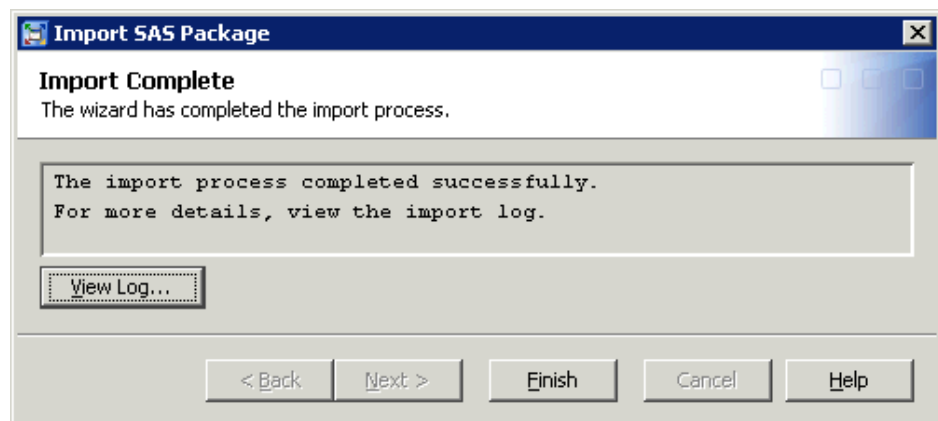 Import SAS Package
Import Complete
The wizard has completed the import process.
The import process completed successfully.
For more details, view the import log.
View Log...
< Back Next > Finish Cancel Help